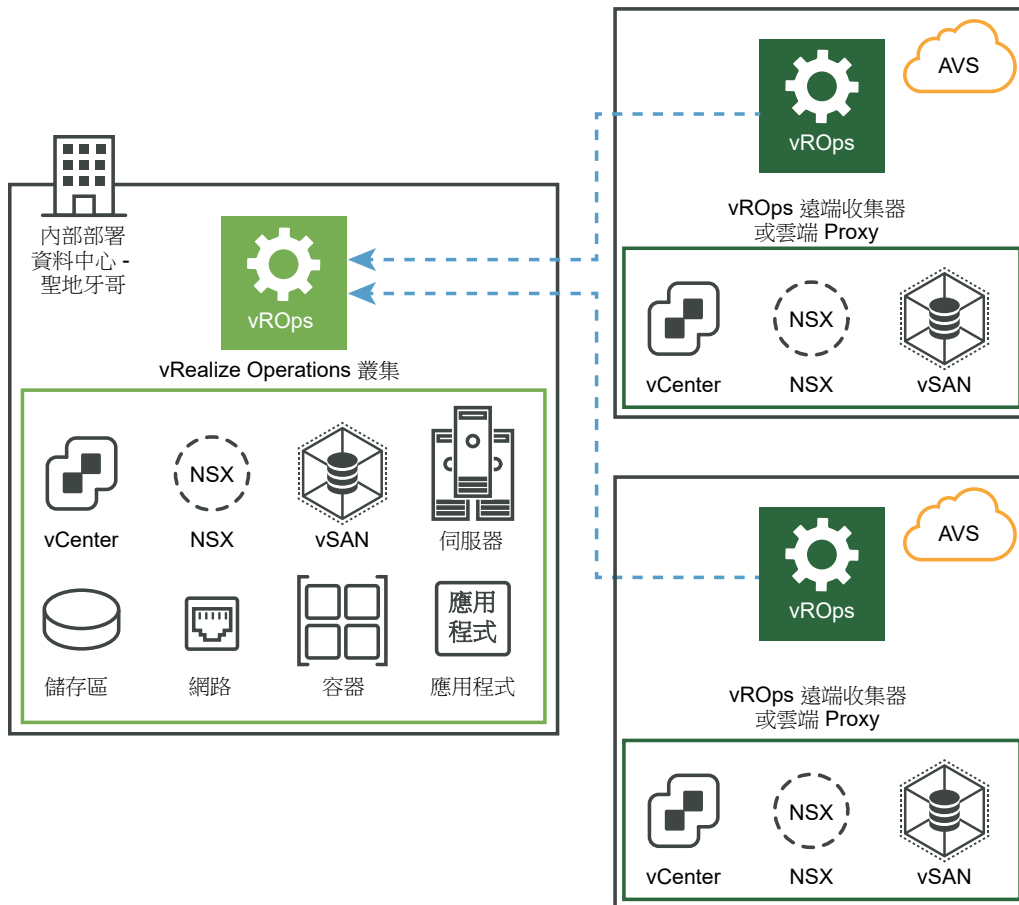 內部部署
資料中心 -
聖地牙哥
vROps
vRealize Operations 叢集
vCenter
NSX
NSX
vSAN
伺服器
儲存區
網路
容器
應用
程式
應用程式
AVS
vROps
vROps 遠端收集器
或雲端 Proxy
vCenter
NSX
NSX
vSAN
AVS
vROps
vROps 遠端收集器
或雲端 Proxy
vCenter
NSX
NSX
vSAN